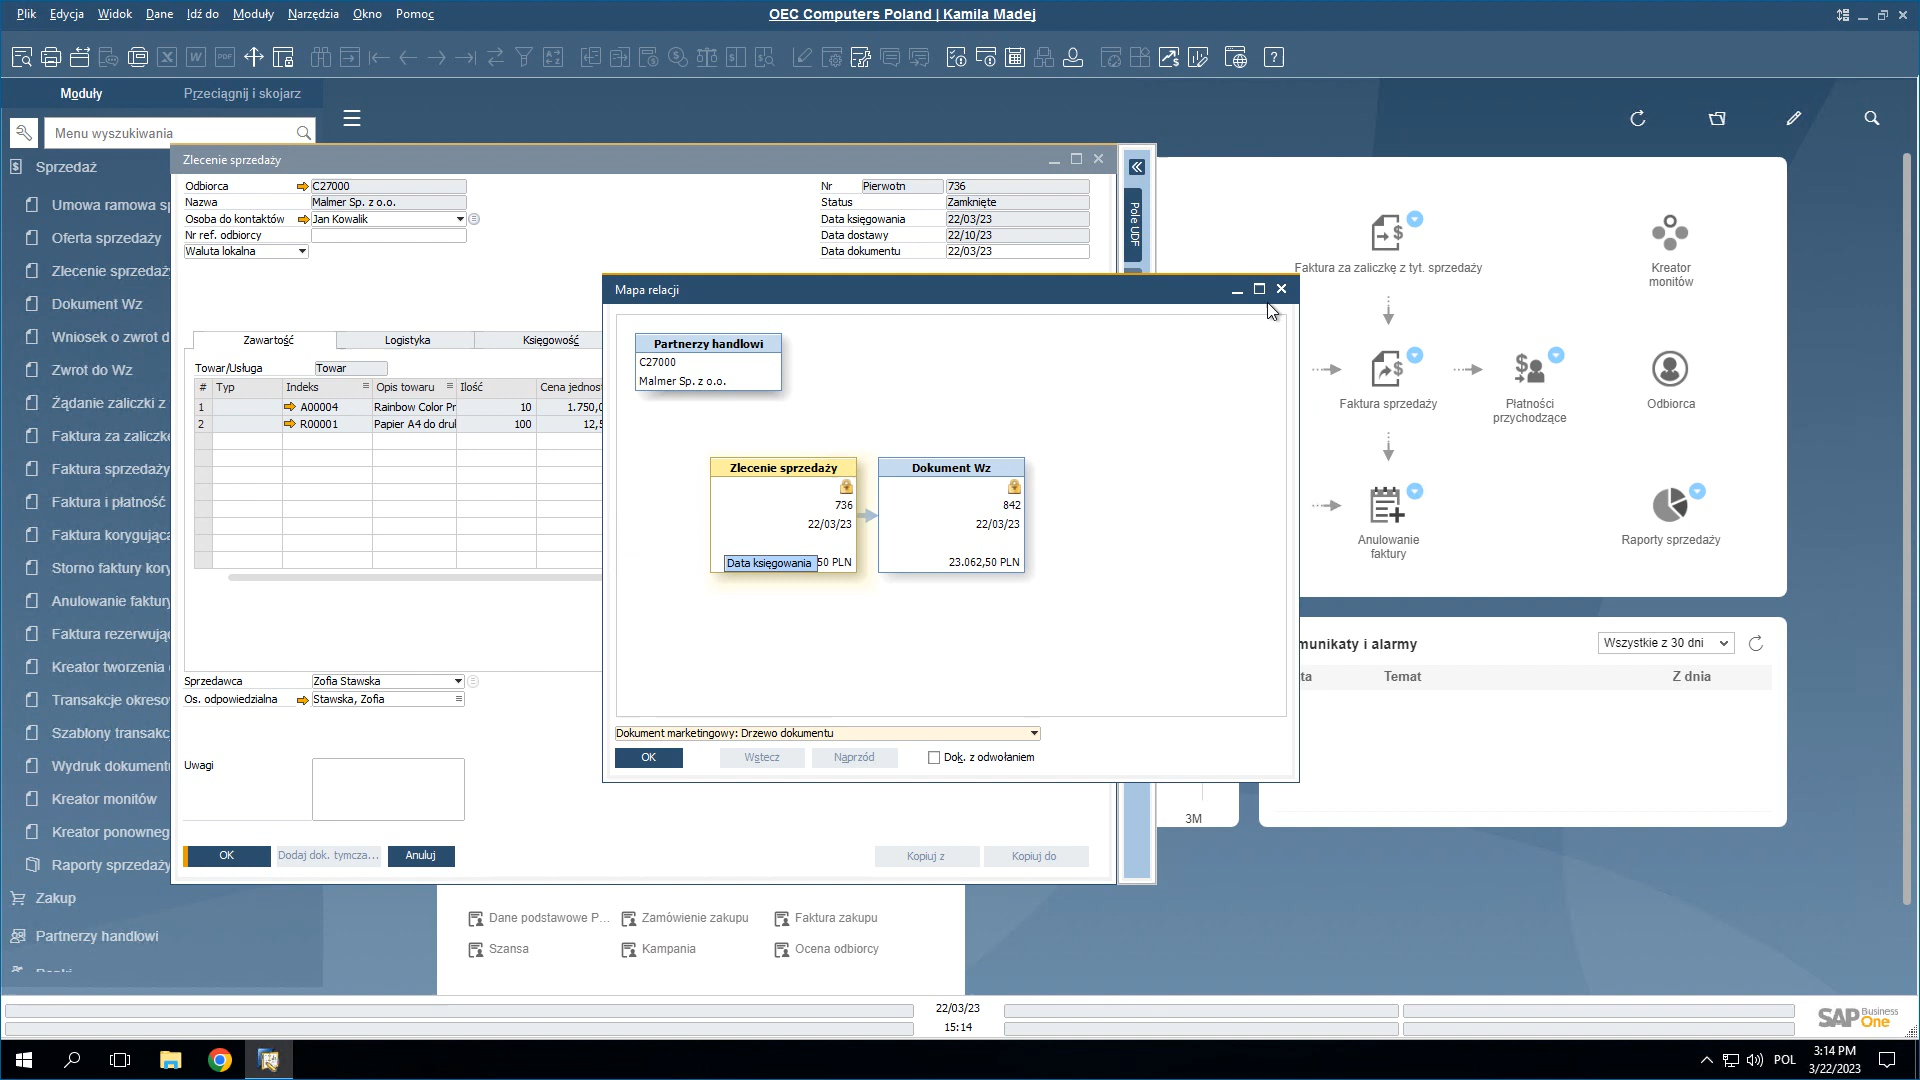 Plik Edycja Widok Dane Idź do Moduły Narzędzia Okno Pomoc
OEC Computers Poland | Kamila Madej
Moduły Przeciągnij i skojarz
Menu wyszukiwania
Sprzedaż
Umowa ramowa sp
Oferta sprzedaży
Zlecenie sprzedaży
Dokument Wz
Wniosek o zwrot d
Zwrot do Wz
Żądanie zaliczki z
Faktura za zaliczkę
Faktura sprzedaży
Faktura i płatność
Faktura korygująca
Storno faktury kory
Anulowanie faktury
Faktura rezerwując
Kreator tworzenia
Transakcje okreso
Szablony transakc
Wydruk dokumentu
Kreator monitów
Kreator ponowneg
Raporty sprzedaży
Zakup
Partnerzy handlowi
Zlecenie sprzedaży
Odbiorca C27000
Nazwa Malmer Sp. z o.o.
Osoba do kontaktów Jan Kowalik
Nr ref. odbiorcy
Waluta lokalna
Nr Pierwotn 736
Status Zamknięte
Data księgowania 22/03/23
Data dostawy 22/10/23
Data dokumentu 22/03/23
Pole UDF
Zawartość Logistyka Księgowość
Towar/Usługa Towar
# Typ Indeks Opis towaru Ilość Cena jednost
1 A00004 Rainbow Color Pr 10 1.750,0
2 R00001 Papier A4 do druk 100 12,5
Sprzedawca Zofia Stawska
Os. odpowiedzialna Stawska, Zofia
Uwagi
OK Dodaj dok. tymcza... Anuluj Kopiuj z Kopiuj do
Mapa relacji
Partnerzy handlowi
C27000
Malmer Sp. z o.o.
Zlecenie sprzedaży
736
22/03/23
Data księgowania 50 PLN
Dokument Wz
842
22/03/23
23.062,50 PLN
Dokument marketingowy: Drzewo dokumentu
OK Wstecz Naprzód Dok. z odwołaniem
Faktura za zaliczkę z tyt. sprzedaży
Kreator
monitów
Faktura sprzedaży
Płatności
przychodzące
Odbiorca
Anulowanie
faktury
Raporty sprzedaży
munikaty i alarmy Wszystkie z 30 dni
ta Temat Z dnia
3M
Dane podstawowe P... Zamówienie zakupu Faktura zakupu
Szansa Kampania Ocena odbiorcy
22/03/23
15:14
SAP Business One
POL
3:14 PM
3/22/2023